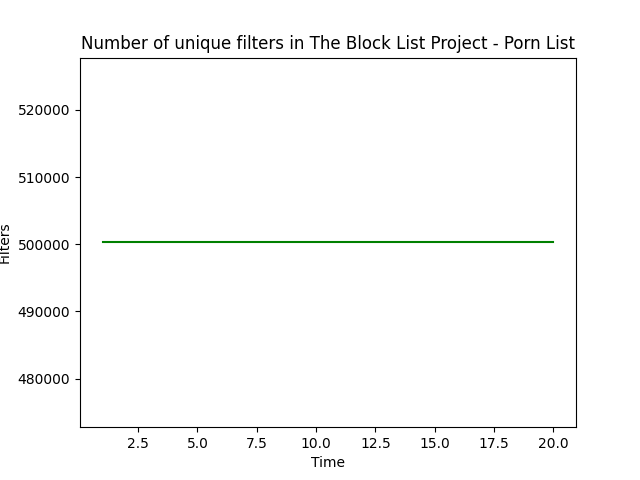 Number of unique filters in The Block List Project - Porn List
520000
510000
500000
490000
480000
Filters
2.5 5.0 7.5 10.0 12.5 15.0 17.5 20.0
Time